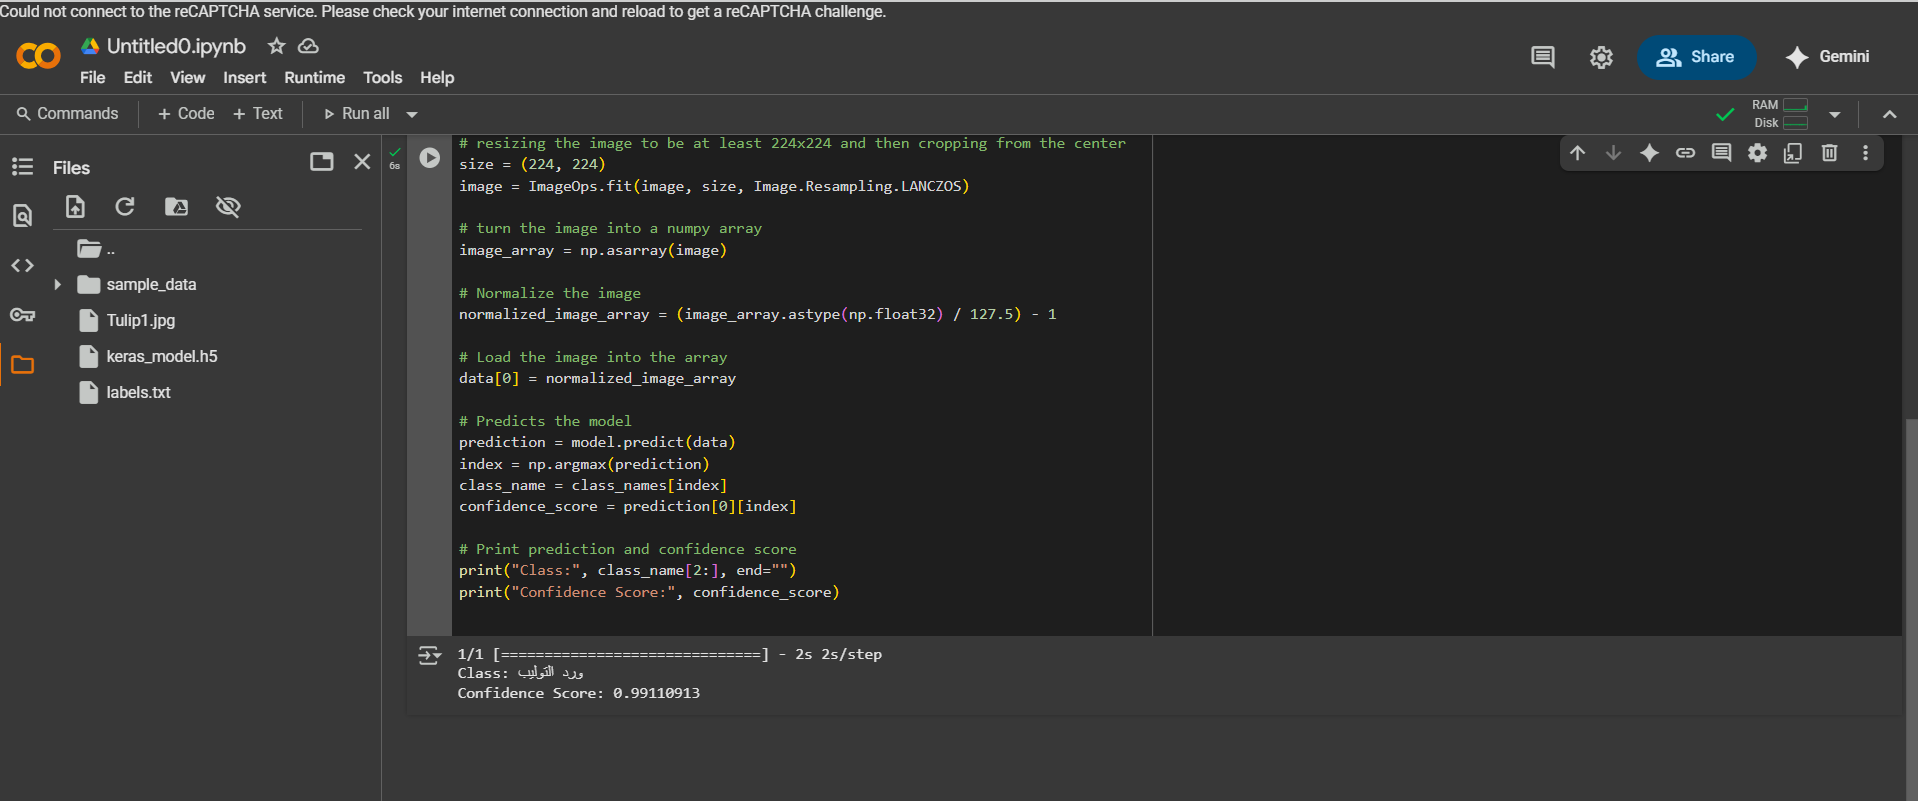 Could not connect to the reCAPTCHA service. Please check your internet connection and reload to get a reCAPTCHA challenge.
Untitled0.ipynb
File Edit View Insert Runtime Tools Help
Share
Gemini
Commands + Code + Text Run all
RAM
Disk
Files
..
sample_data
Tulip1.jpg
keras_model.h5
labels.txt
6s
# resizing the image to be at least 224x224 and then cropping from the center
size = (224, 224)
image = ImageOps.fit(image, size, Image.Resampling.LANCZOS)
# turn the image into a numpy array
image_array = np.asarray(image)
# Normalize the image
normalized_image_array = (image_array.astype(np.float32) / 127.5) - 1
# Load the image into the array
data[0] = normalized_image_array
# Predicts the model
prediction = model.predict(data)
index = np.argmax(prediction)
class_name = class_names[index]
confidence_score = prediction[0][index]
# Print prediction and confidence score
print("Class:", class_name[2:], end="")
print("Confidence Score:", confidence_score)
1/1 [==============================] - 2s 2s/step
Class: ورد التوليب
Confidence Score: 0.99110913